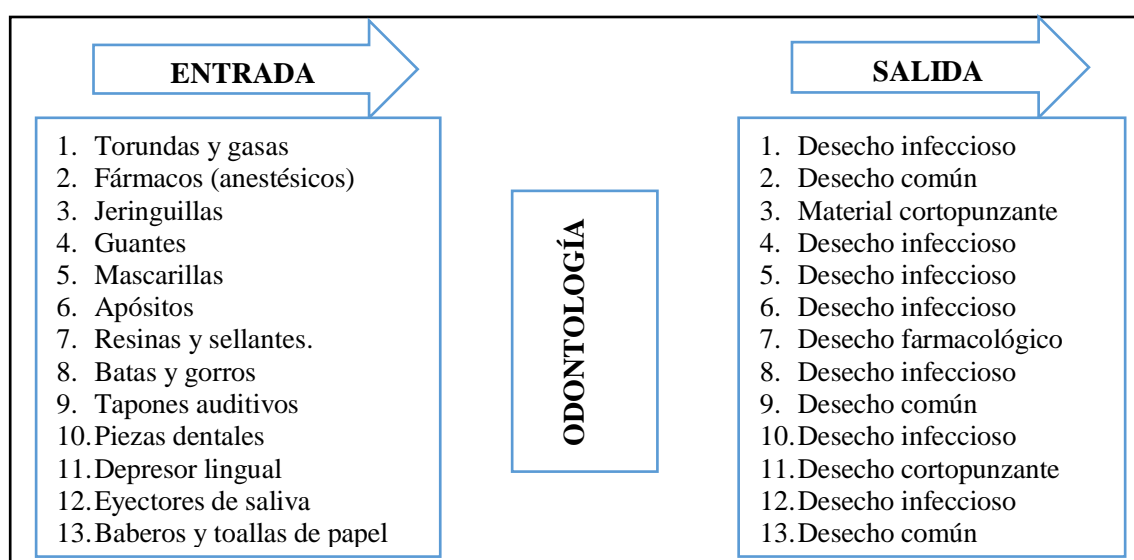 ENTRADA
1. Torundas y gasas
2. Fármacos (anestésicos)
3. Jeringuillas
4. Guantes
5. Mascarillas
6. Apósitos
7. Resinas y sellantes.
8. Batas y gorros
9. Tapones auditivos
10. Piezas dentales
11. Depresor lingual
12. Eyectores de saliva
13. Baberos y toallas de papel
ODONTOLOGÍA
SALIDA
1. Desecho infeccioso
2. Desecho común
3. Material cortopunzante
4. Desecho infeccioso
5. Desecho infeccioso
6. Desecho infeccioso
7. Desecho farmacológico
8. Desecho infeccioso
9. Desecho común
10. Desecho infeccioso
11. Desecho cortopunzante
12. Desecho infeccioso
13. Desecho común